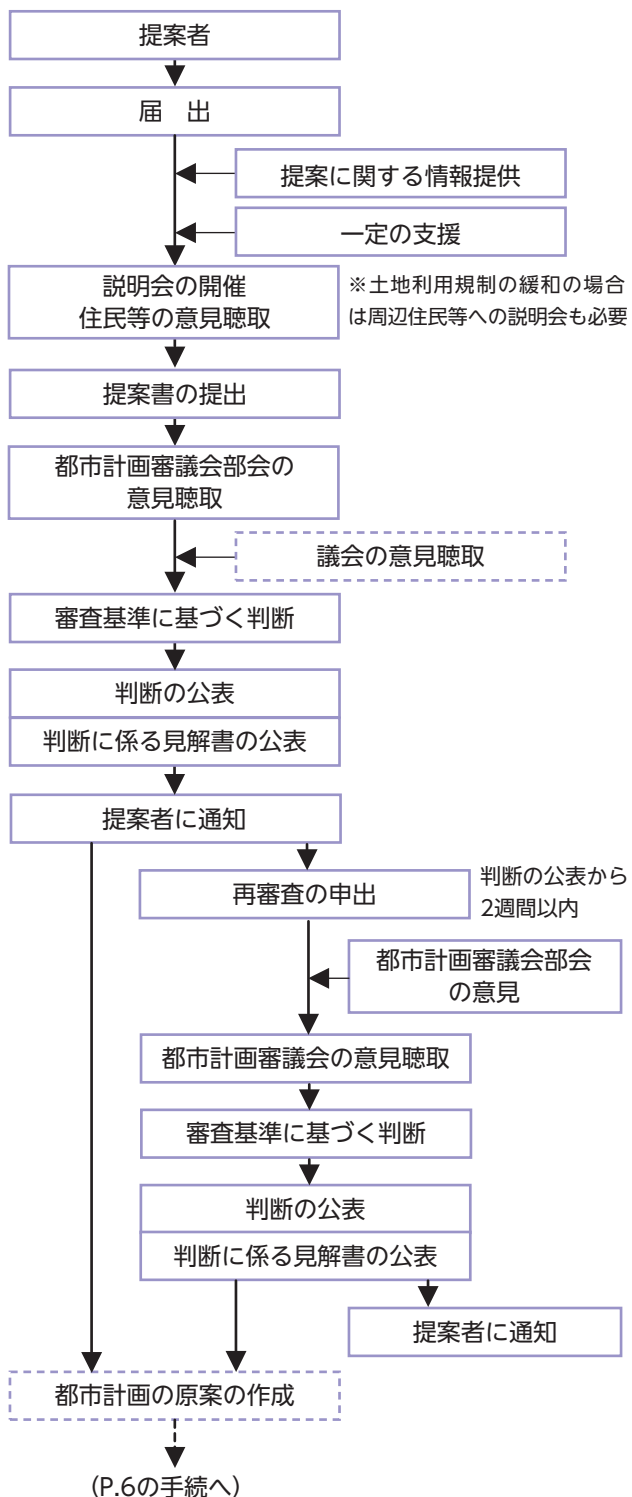 提案者
届　出
提案に関する情報提供
一定の支援
説明会の開催
住民等の意見聴取
※土地利用規制の緩和の場合
は周辺住民等への説明会も必要
提案書の提出
都市計画審議会部会の
意見聴取
議会の意見聴取
審査基準に基づく判断
判断の公表
判断に係る見解書の公表
提案者に通知
再審査の申出
判断の公表から
2週間以内
都市計画審議会部会
の意見
都市計画審議会の意見聴取
審査基準に基づく判断
判断の公表
判断に係る見解書の公表
提案者に通知
都市計画の原案の作成
(P.6の手続へ)